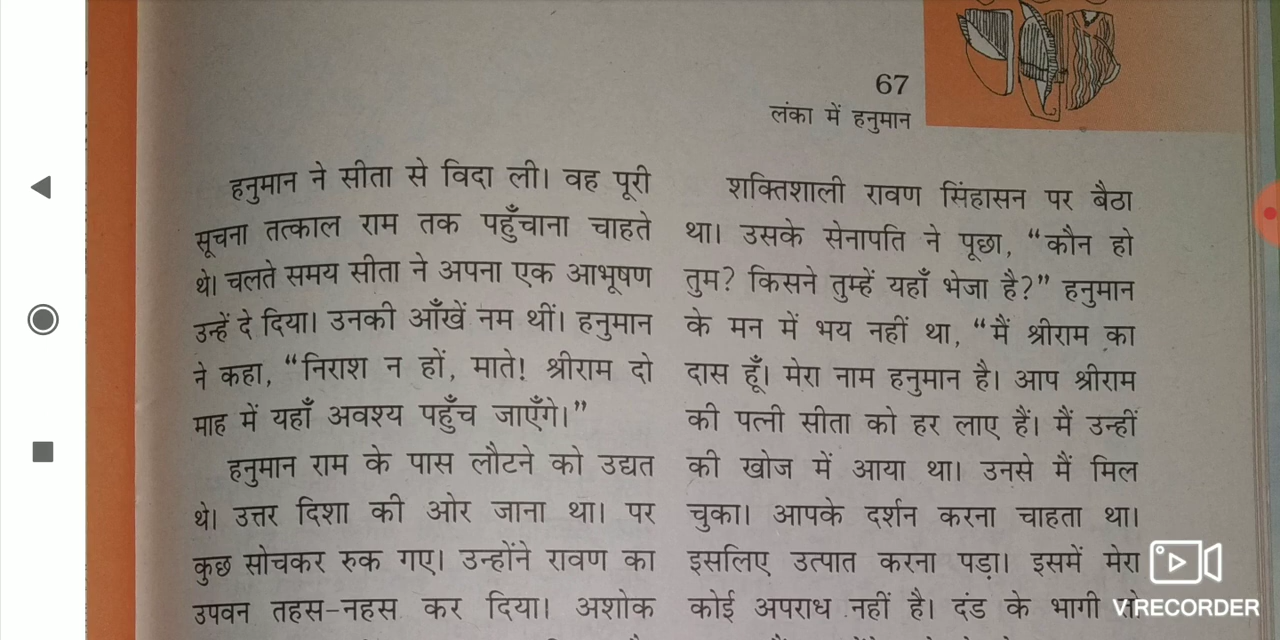 67
लंका में हनुमान
हनुमान ने सीता से विदा ली। वह पूरी
सूचना तत्काल राम तक पहुँचाना चाहते
थे। चलते समय सीता ने अपना एक आभूषण
उन्हें दे दिया। उनकी आँखें नम थीं। हनुमान
ने कहा, “निराश न हों, माते! श्रीराम दो
माह में यहाँ अवश्य पहुँच जाएँगे।”
हनुमान राम के पास लौटने को उद्यत
थे। उत्तर दिशा की ओर जाना था। पर
कुछ सोचकर रुक गए। उन्होंने रावण का
उपवन तहस-नहस कर दिया। अशोक
शक्तिशाली रावण सिंहासन पर बैठा
था। उसके सेनापति ने पूछा, “कौन हो
तुम? किसने तुम्हें यहाँ भेजा है?” हनुमान
के मन में भय नहीं था, “मैं श्रीराम का
दास हूँ। मेरा नाम हनुमान है। आप श्रीराम
की पत्नी सीता को हर लाए हैं। मैं उन्हीं
की खोज में आया था। उनसे मैं मिल
चुका। आपके दर्शन करना चाहता था।
इसलिए उत्पात करना पड़ा। इसमें मेरा
कोई अपराध नहीं है। दंड के भागी तो
V RECORDER